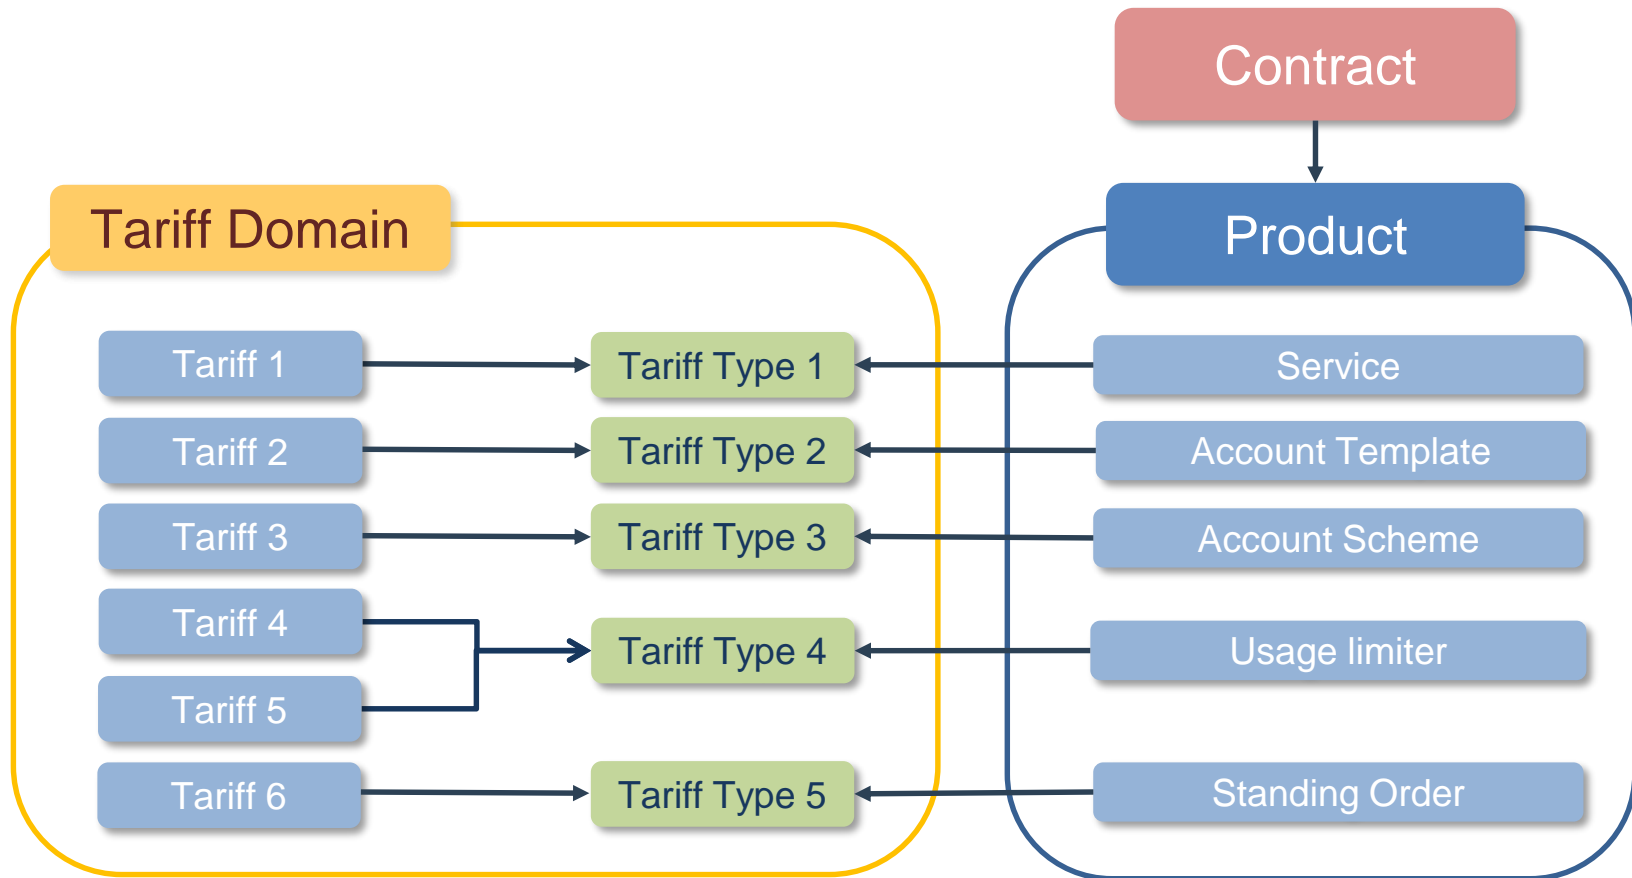 Contract
Tariff Domain
Product
Tariff 1
Tariff Type 1
Service
Tariff 2
Tariff Type 2
Account Template
Tariff 3
Tariff Type 3
Account Scheme
Tariff 4
Tariff Type 4
Usage limiter
Tariff 5
Tariff 6
Tariff Type 5
Standing Order